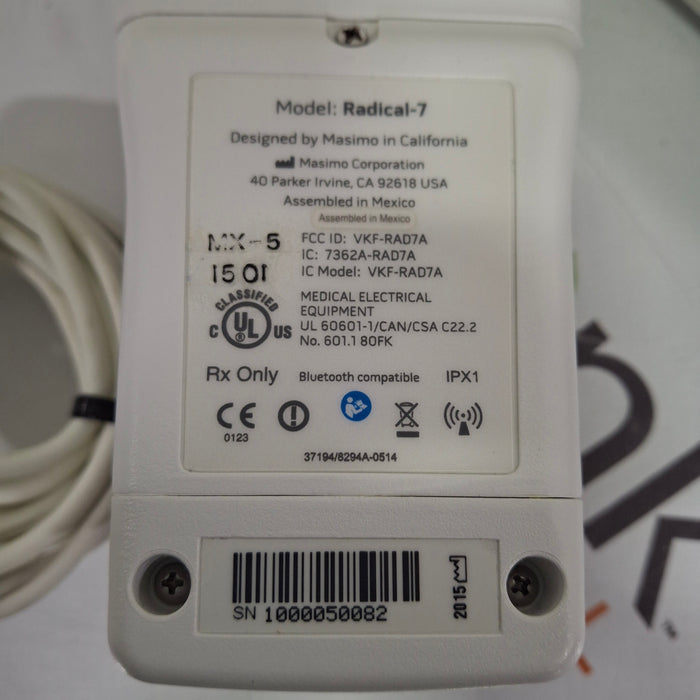 Model: Radical-7
Designed by Masimo in California
Masimo Corporation
40 Parker Irvine, CA 92618 USA
Assembled in Mexico
Assembled in Mexico
MX-5
1501
FCC ID: VKF-RAD7A
IC: 7362A-RAD7A
IC Model: VKF-RAD7A
CLASSIFIED
C UL US
®
MEDICAL ELECTRICAL
EQUIPMENT
UL 60601-1/CAN/CSA C22.2
No. 601.1 80FK
Rx Only
Bluetooth compatible
IPX1
CE
0123
37194/8294A-0514
SN 1000050082
2015
TM